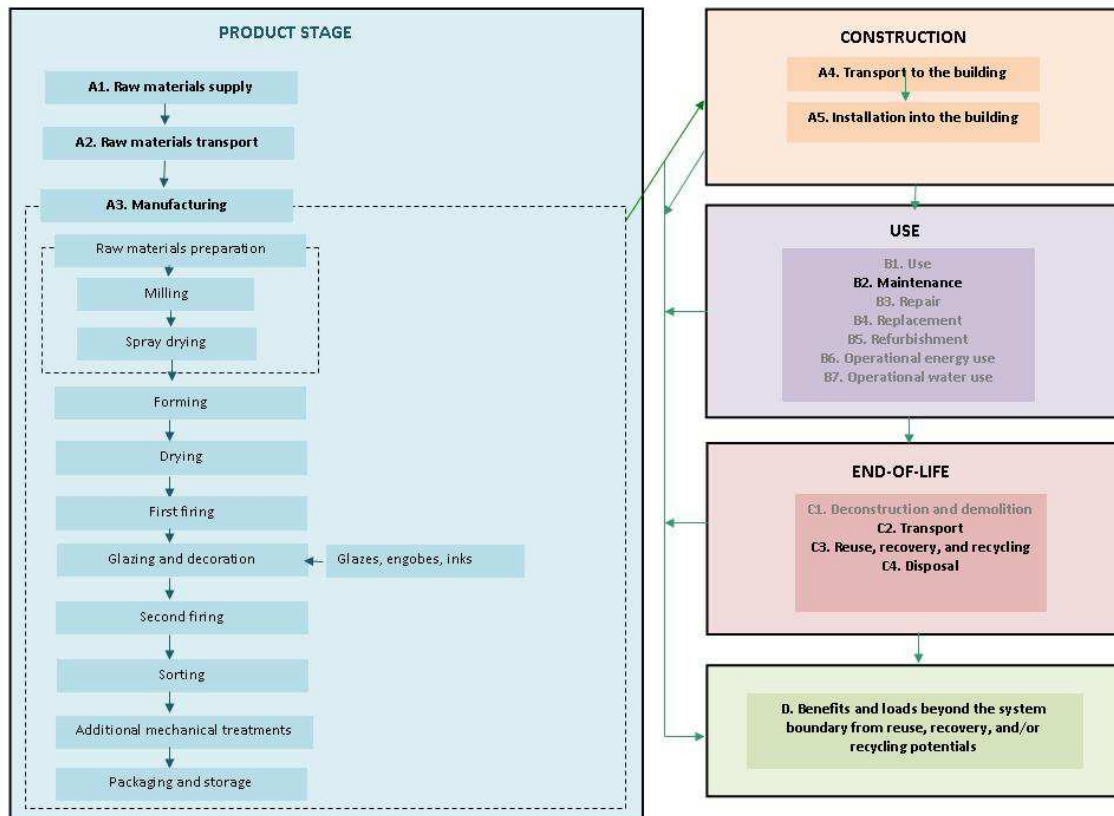 PRODUCT STAGE
A1. Raw materials supply
A2. Raw materials transport
A3. Manufacturing
Raw materials preparation
Milling
Spray drying
Forming
Drying
First firing
Glazing and decoration
Glazes, engobes, inks
Second firing
Sorting
Additional mechanical treatments
Packaging and storage
CONSTRUCTION
A4. Transport to the building
A5. Installation into the building
USE
B1. Use
B2. Maintenance
B3. Repair
B4. Replacement
B5. Refurbishment
B6. Operational energy use
B7. Operational water use
END-OF-LIFE
C1. Deconstruction and demolition
C2. Transport
C3. Reuse, recovery, and recycling
C4. Disposal
D. Benefits and loads beyond the system
boundary from reuse, recovery, and/or
recycling potentials